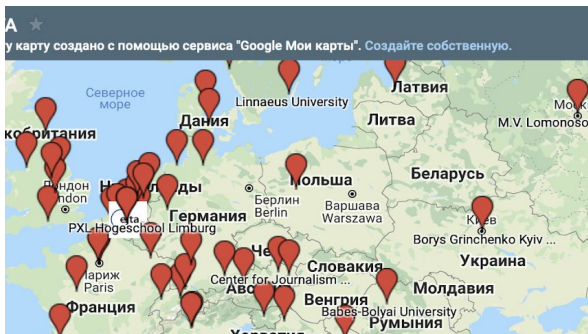 А
у карту создано с помощью сервиса "Google Мои карты". Создайте собственную.
Северное
море
Linnaeus University
Латвия
Дания
Моск
M.V. Lomonoso
кобритания
Литва
Беларусь
Лондон
London
Польша
Берлин
Berlin
Варшава
Warszawa
Киев
Германия
PXL Hogeschool Limburg
Borys Grinchenko Kyiv ...
Украина
Париж
Paris
Словакия
Center for Journalism ...
Молдавия
Венгрия
Babes-Bolyai University
Франция
Румыния